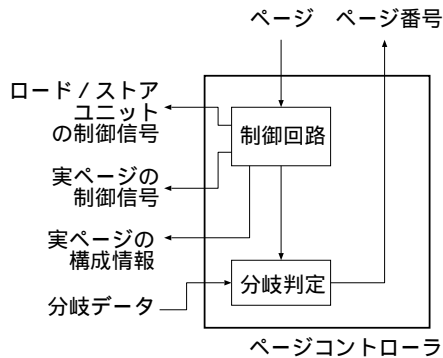 ページ ページ番号
ロード / ストア
ユニット
の制御信号
制御回路
実ページの
制御信号
実ページの
構成情報
分岐データ
分岐判定
ページコントローラ